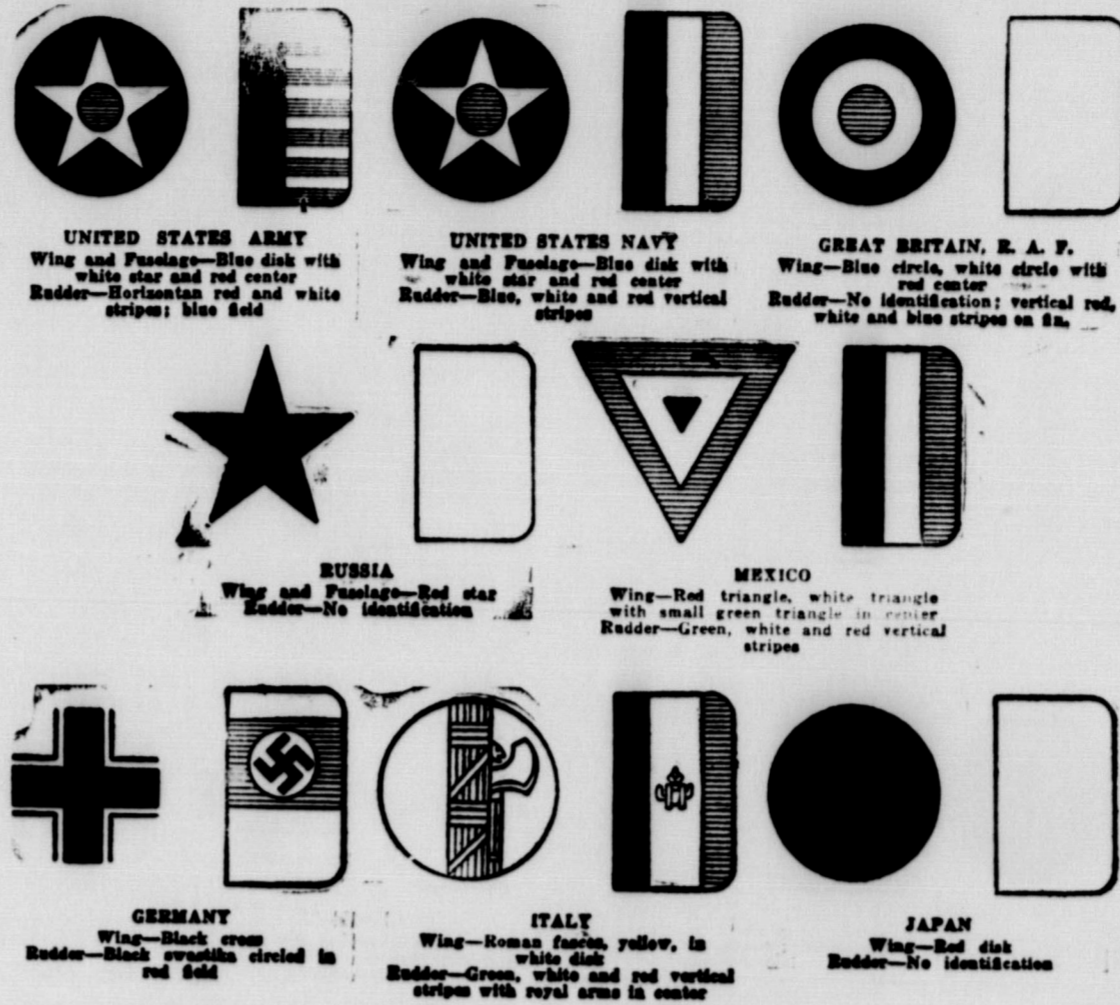 UNITED STATES ARMY
Wing and Fuselage—Blue disk with
white star and red center
Rudder—Horizontan red and white
stripes; blue field
UNITED STATES NAVY
Wing and Fuselage—Blue disk with
white star and red center
Rudder—Blue, white and red vertical
stripes
GREAT BRITAIN, R. A. F.
Wing—Blue circle, white circle with
red center
Rudder—No identification; vertical red,
white and blue stripes on fin.
RUSSIA
Wing and Fuselage—Red star
Rudder—No identification
MEXICO
Wing—Red triangle, white triangle
with small green triangle in center
Rudder—Green, white and red vertical
stripes
GERMANY
Wing—Black cross
Rudder—Black swastika circled in
red field
ITALY
Wing—Roman fasces, yellow, in
white disk
Rudder—Green, white and red vertical
stripes with royal arms in center
JAPAN
Wing—Red disk
Rudder—No identification